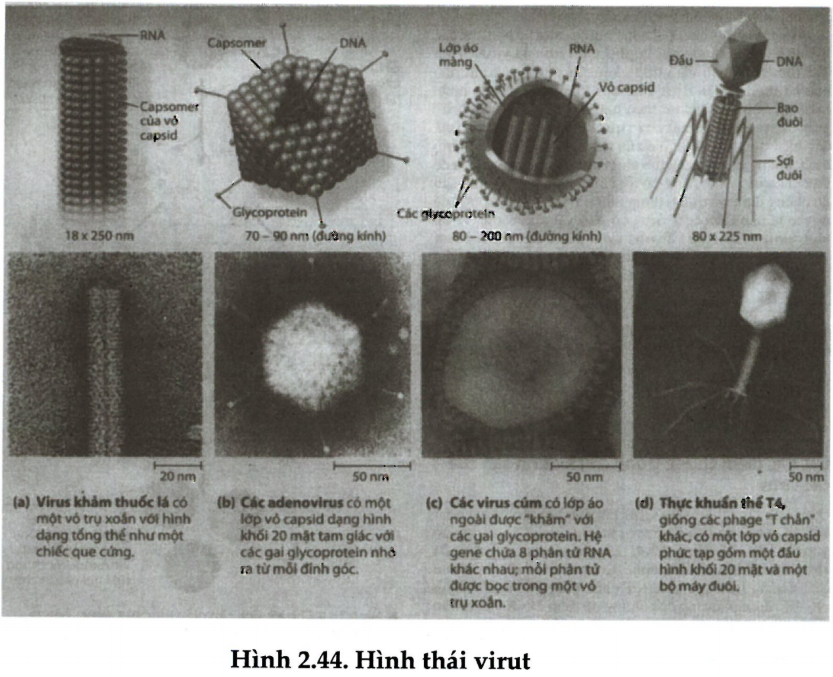 RNA
Capsomer
của vỏ
capsid
18 x 250 nm
Capsomer
DNA
Glycoprotein
70 – 90 nm (đường kính)
Lớp áo
màng
RNA
Vỏ capsid
Các glycoprotein
80 – 200 nm (đường kính)
Đầu
DNA
Bao
đuôi
Sợi
đuôi
80 x 225 nm
20 nm
50 nm
50 nm
50 nm
(a) Virus khảm thuốc lá có
một vỏ trụ xoắn với hình
dạng tổng thể như một
chiếc que cứng.
(b) Các adenovirus có một
lớp vỏ capsid dạng hình
khối 20 mặt tam giác với
các gai glycoprotein nhô
ra từ mỗi đỉnh góc.
(c) Các virus cúm có lớp áo
ngoài được "khảm" với
các gai glycoprotein. Hệ
gene chứa 8 phân tử RNA
khác nhau; mỗi phân tử
được bọc trong một vỏ
trụ xoắn.
(d) Thực khuẩn thể T4,
giống các phage "T chẵn"
khác, có một lớp vỏ capsid
phức tạp gồm một đầu
hình khối 20 mặt và một
bộ máy đuôi.
Hình 2.44. Hình thái virut